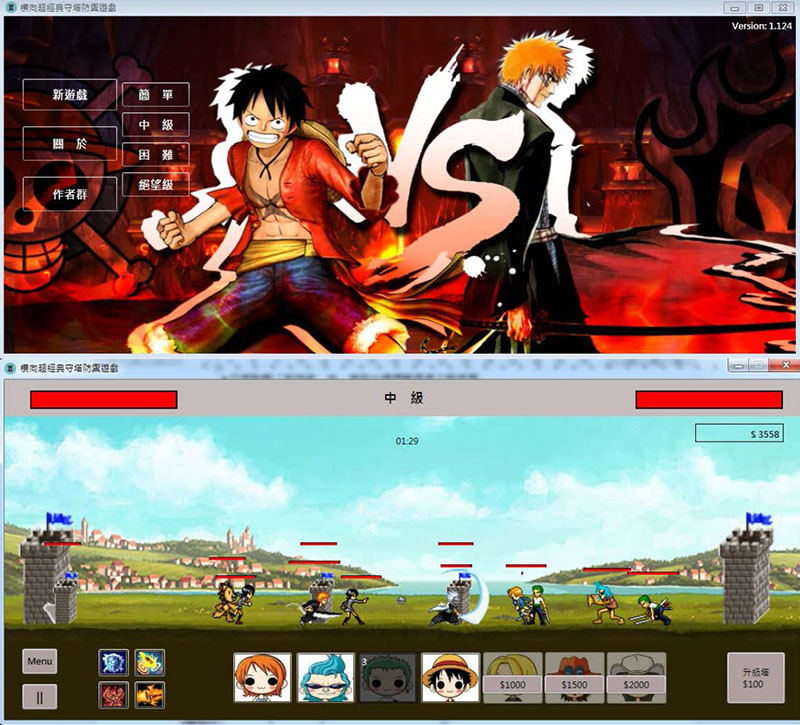 橫向超經典守塔防禦遊戲
Version: 1.124
新遊戲
簡 單
中 級
關 於
困 難
作者群
絕望級
VS
橫向超經典守塔防禦遊戲
中 級
01:29
$ 3558
Menu
||
3
$1000
$1500
$2000
升級塔
$100